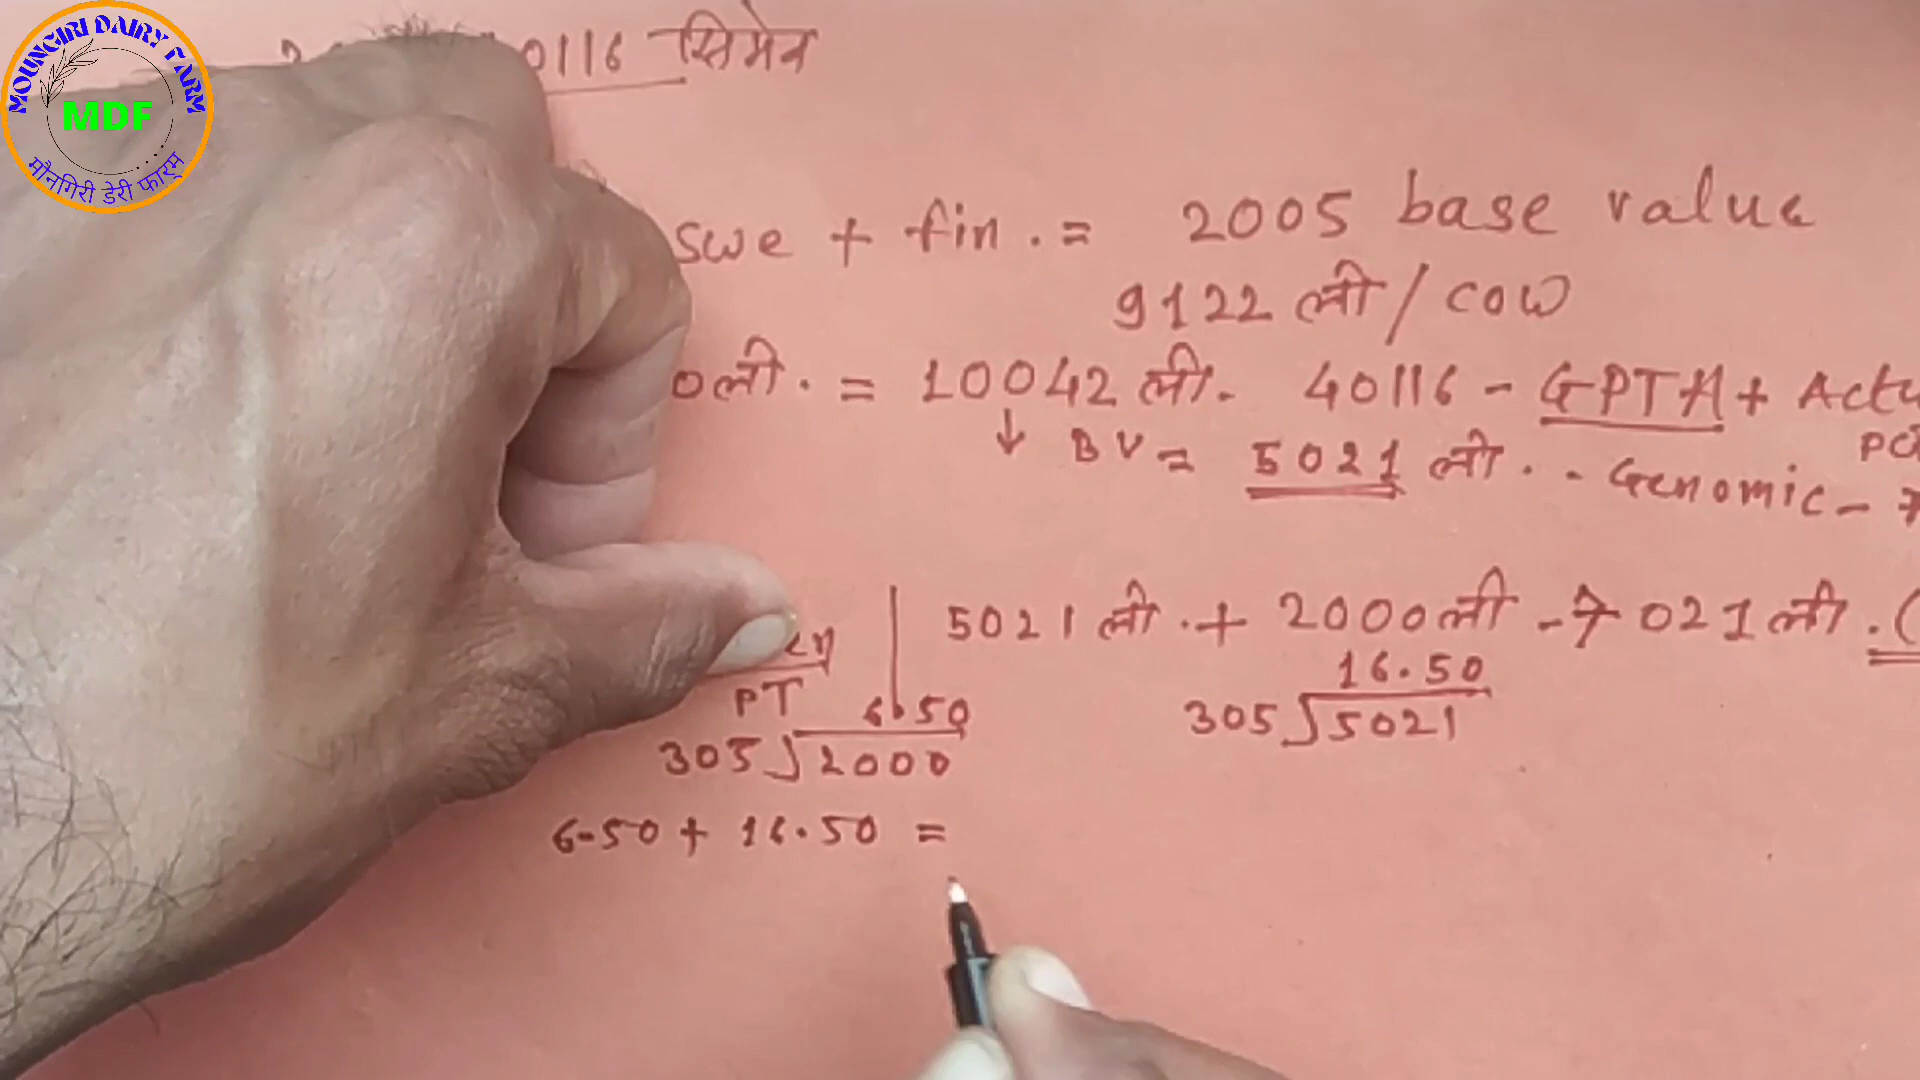 MOUNGIRI DAIRY FARM
MDF
मौनगिरी डेरी फार्म
0116 सिमेन
swe + fin . = 2005 base value
9122 ली / cow
0ली . = 10042 ली. 40116 - GPTA + Actu
↓ BV = 5021 ली . . Genomic - 7
5021 ली . + 2000 ली - 7021 ली . (
PT
6.50
305 2000
16.50
305 5021
6.50 + 16.50 =